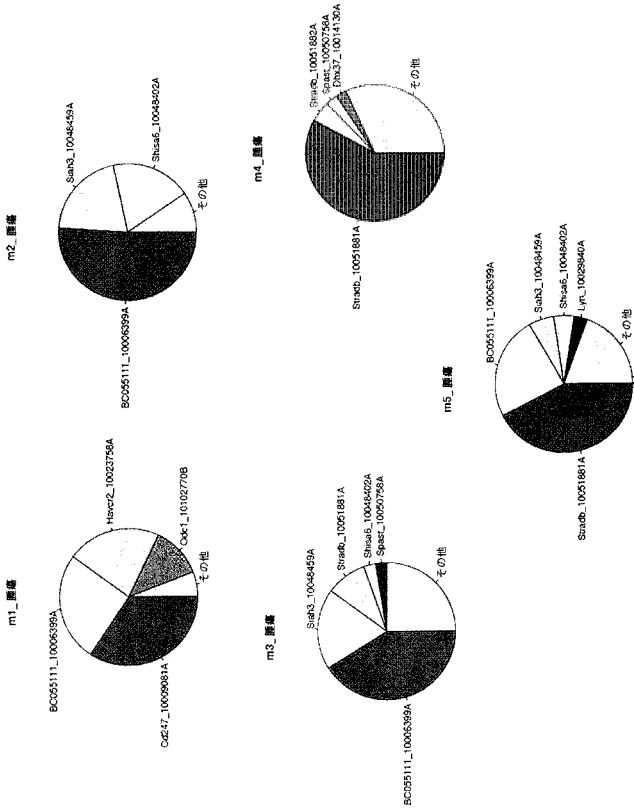 m1_腫瘍
BC055111_10006399A
Havcr2_10023758A
Odc1_10102770B
その他
Cd247_10009081A
m2_腫瘍
Siah3_10048459A
Shisa6_10048402A
その他
BC055111_10006399A
m3_腫瘍
Siah3_10048459A
Stradb_10051881A
Shisa6_10048402A
Spast_10050758A
その他
BC055111_10006399A
m4_腫瘍
Stradb_10051882A
Spast_10050758A
Dhx37_10014130A
その他
Stradb_10051881A
m5_腫瘍
BC055111_10006399A
Siah3_10048459A
Shisa6_10048402A
Lyn_10029840A
その他
Stradb_10051881A